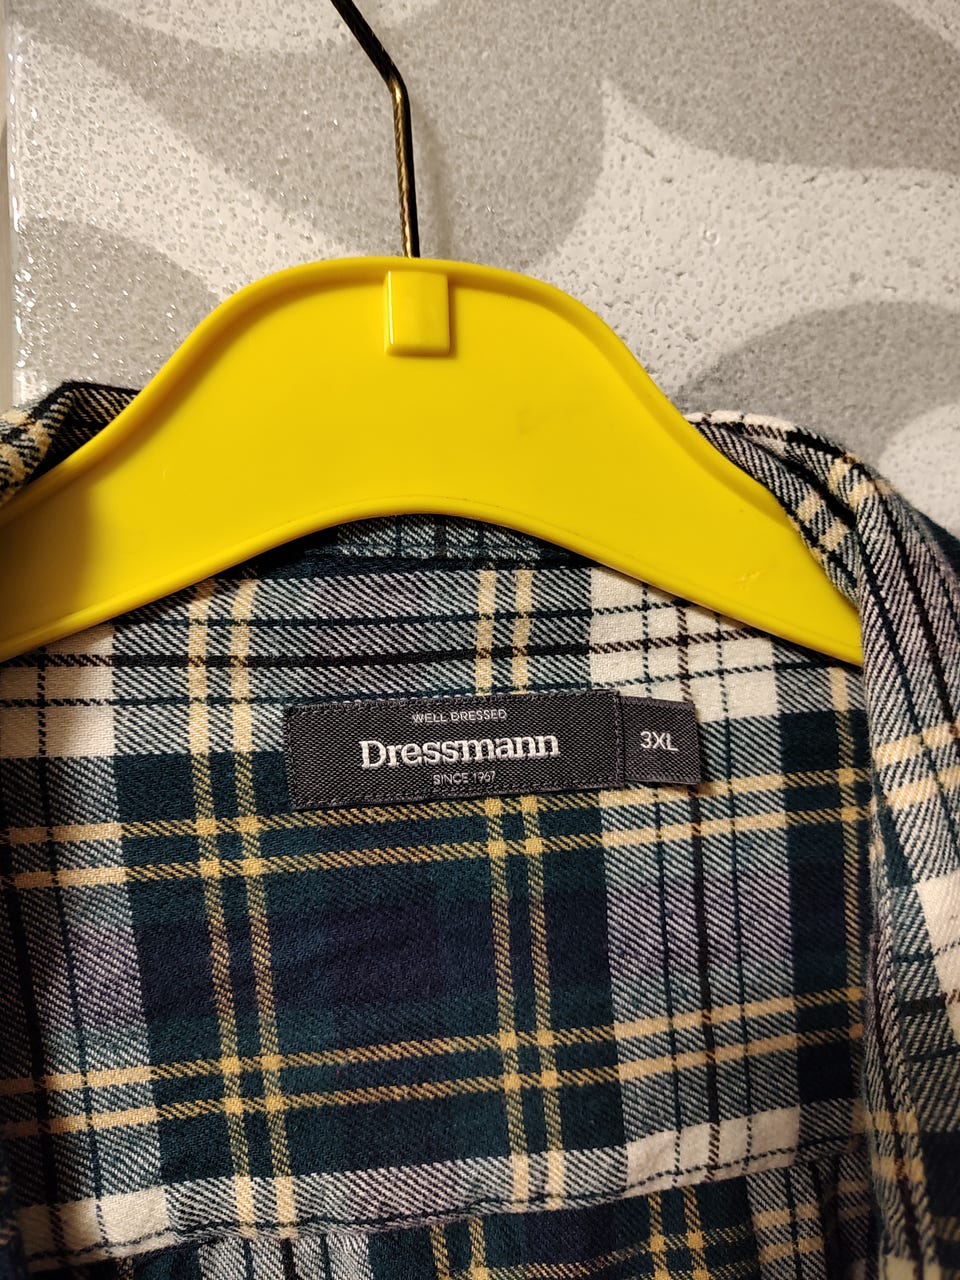 WELL DRESSED
Dressmann
SINCE 1967
3XL